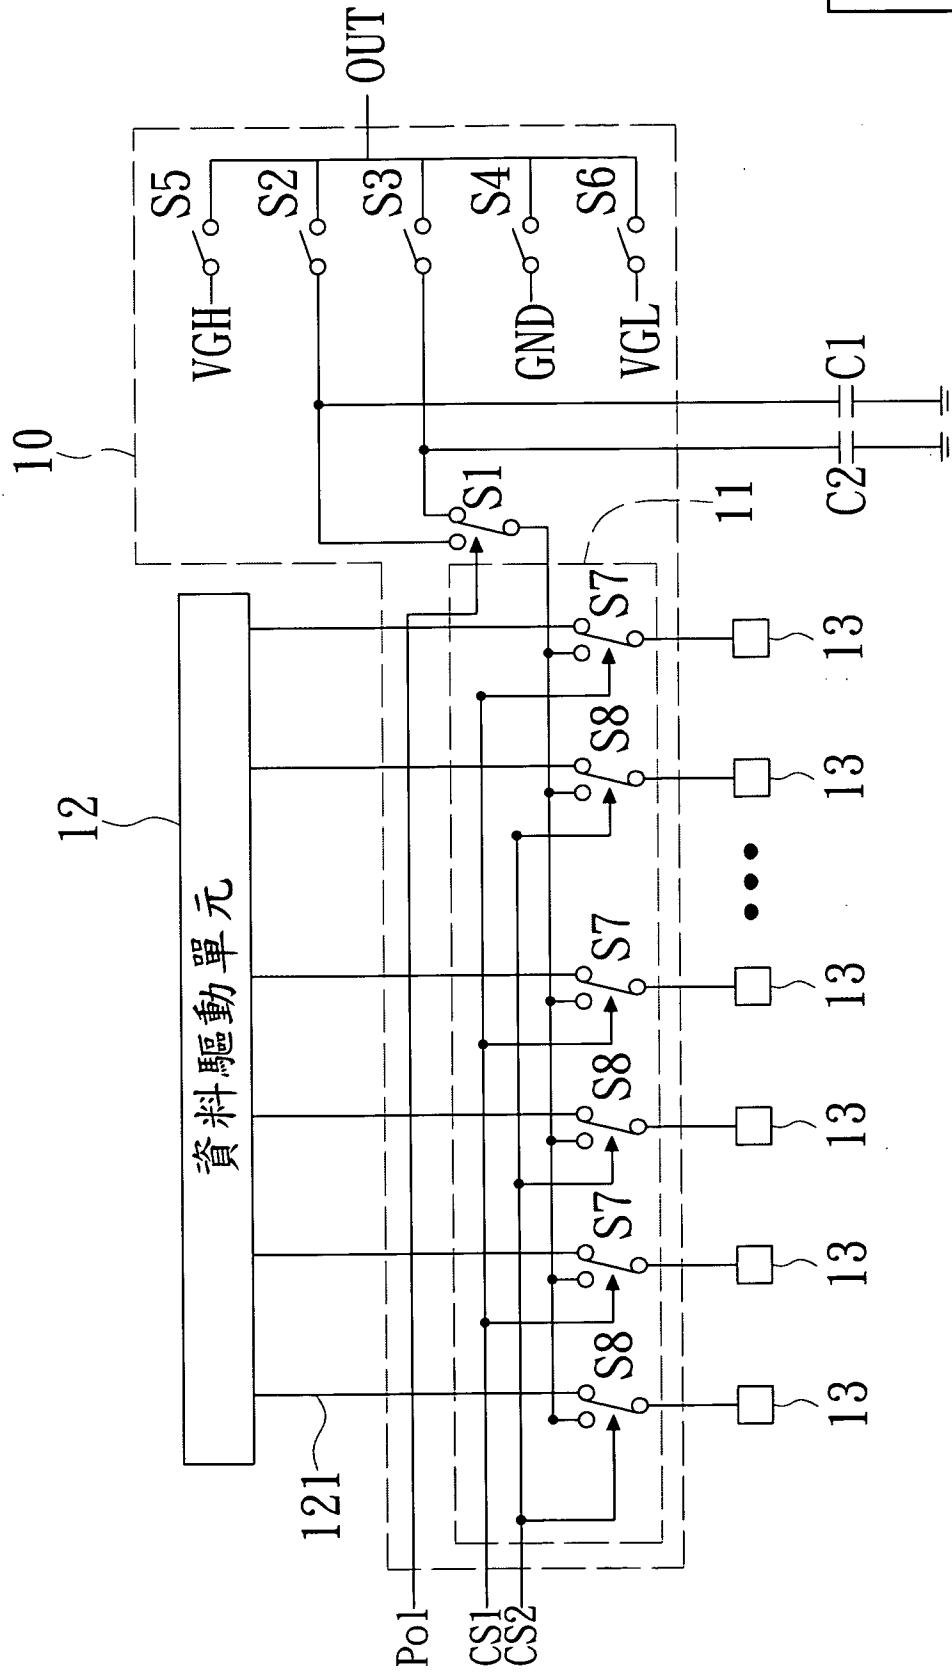 資料驅動單元
12
121
10
Pol
CS1
CS2
S8
S7
S8
S7
S8
S7
S1
11
13
13
13
13
13
13
VGH
S5
S2
S3
GND
S4
VGL
S6
OUT
C2
C1